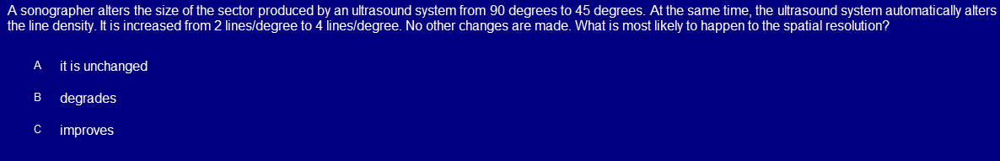 A sonographer alters the size of the sector produced by an ultrasound system from 90 degrees to 45 degrees.  At the same time, the ultrasound system automatically alters
the line density. It is increased from 2 lines/degree to 4 lines/degree.  No other changes are made.  What is most likely to happen to the spatial resolution?
A it is unchanged
B degrades
C improves